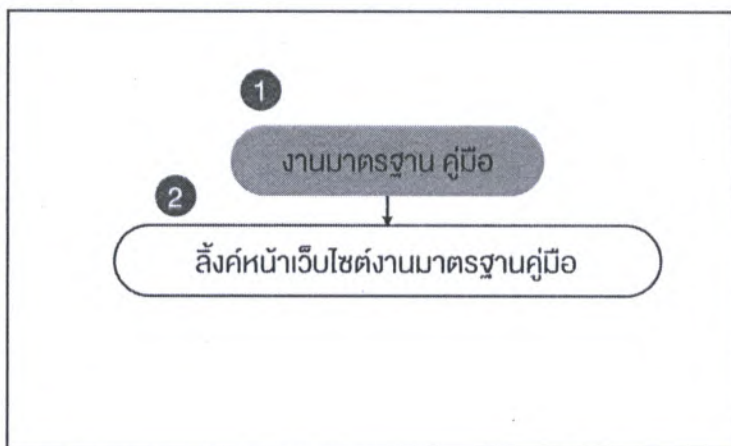 1
งานมาตรฐาน คู่มือ
2
ลิ้งค์หน้าเว็บไซต์งานมาตรฐานคู่มือ